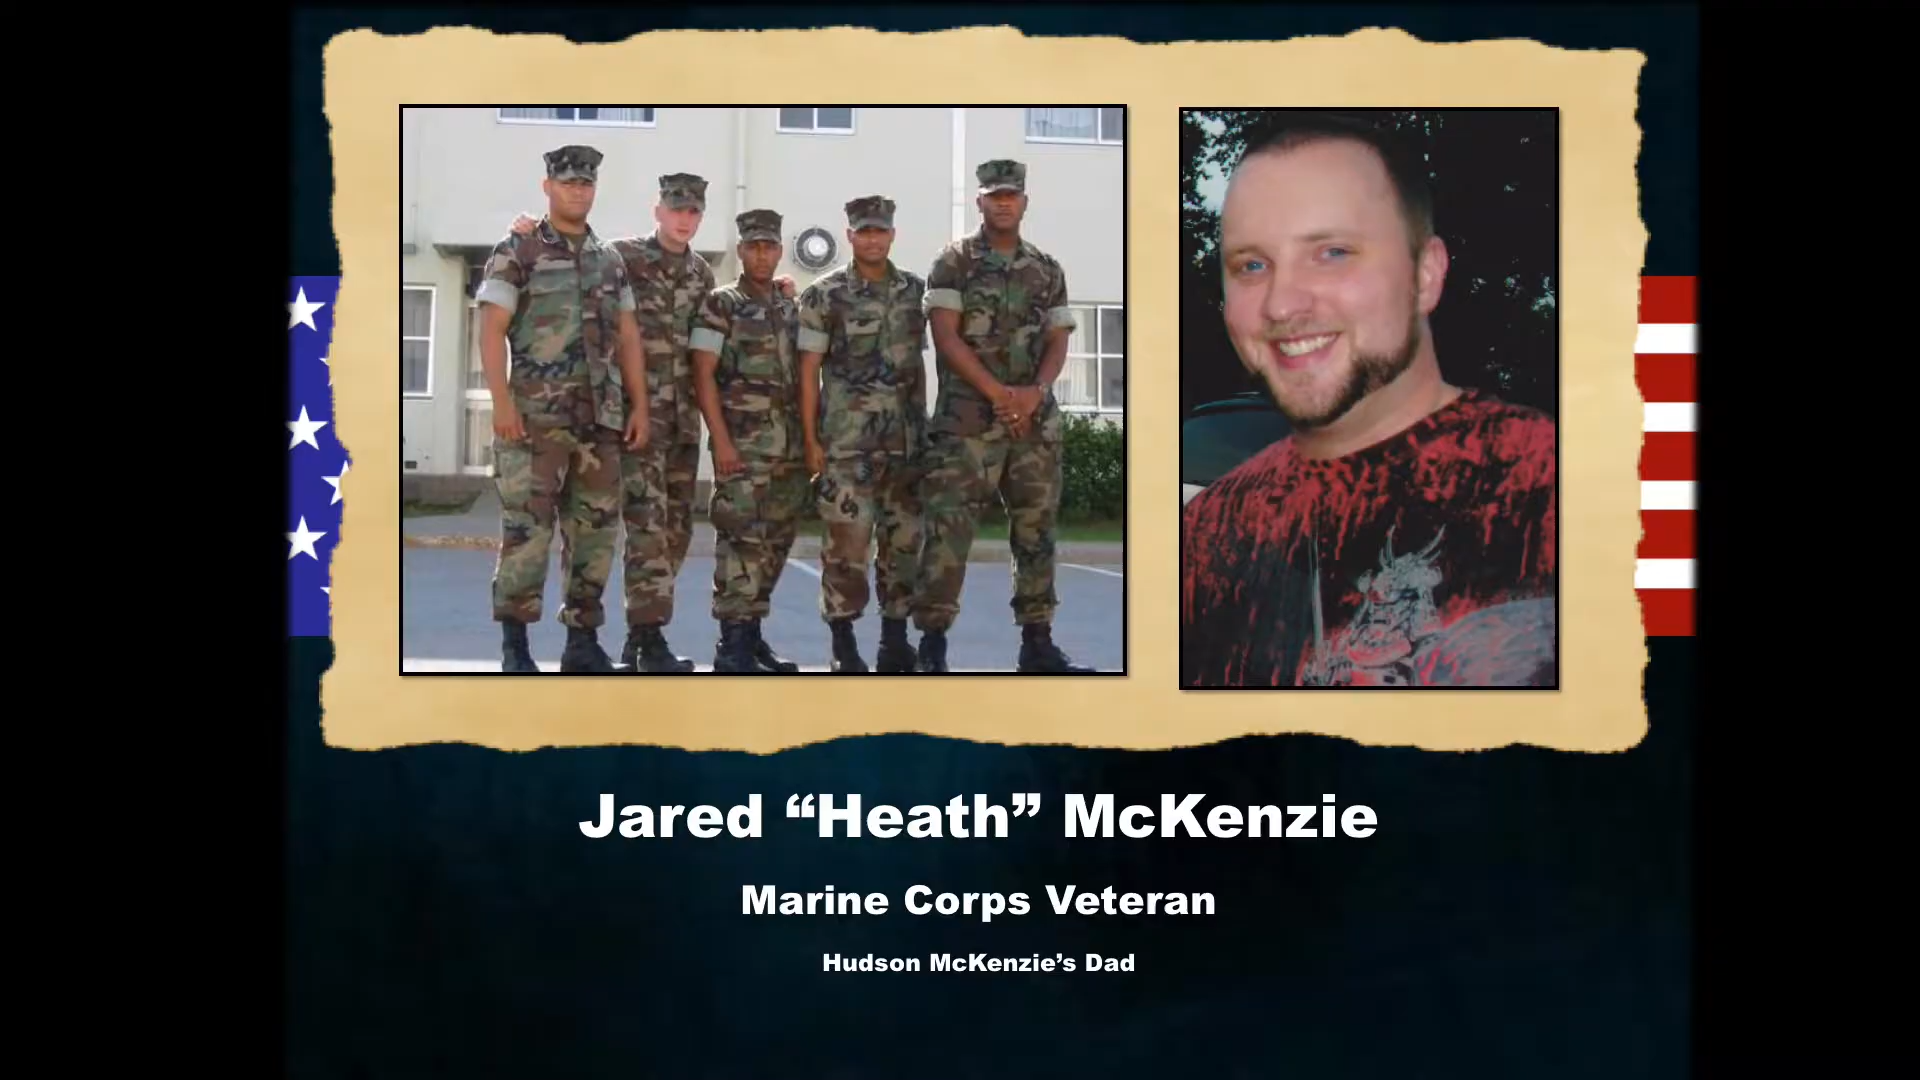 Jared “Heath” McKenzie
Marine Corps Veteran
Hudson McKenzie’s Dad